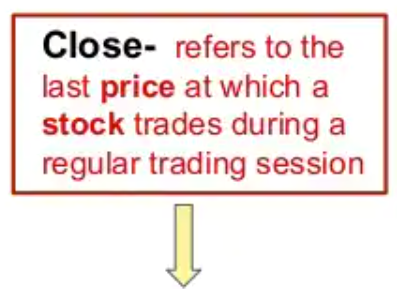 Close- refers to the
last price at which a
stock trades during a
regular trading session